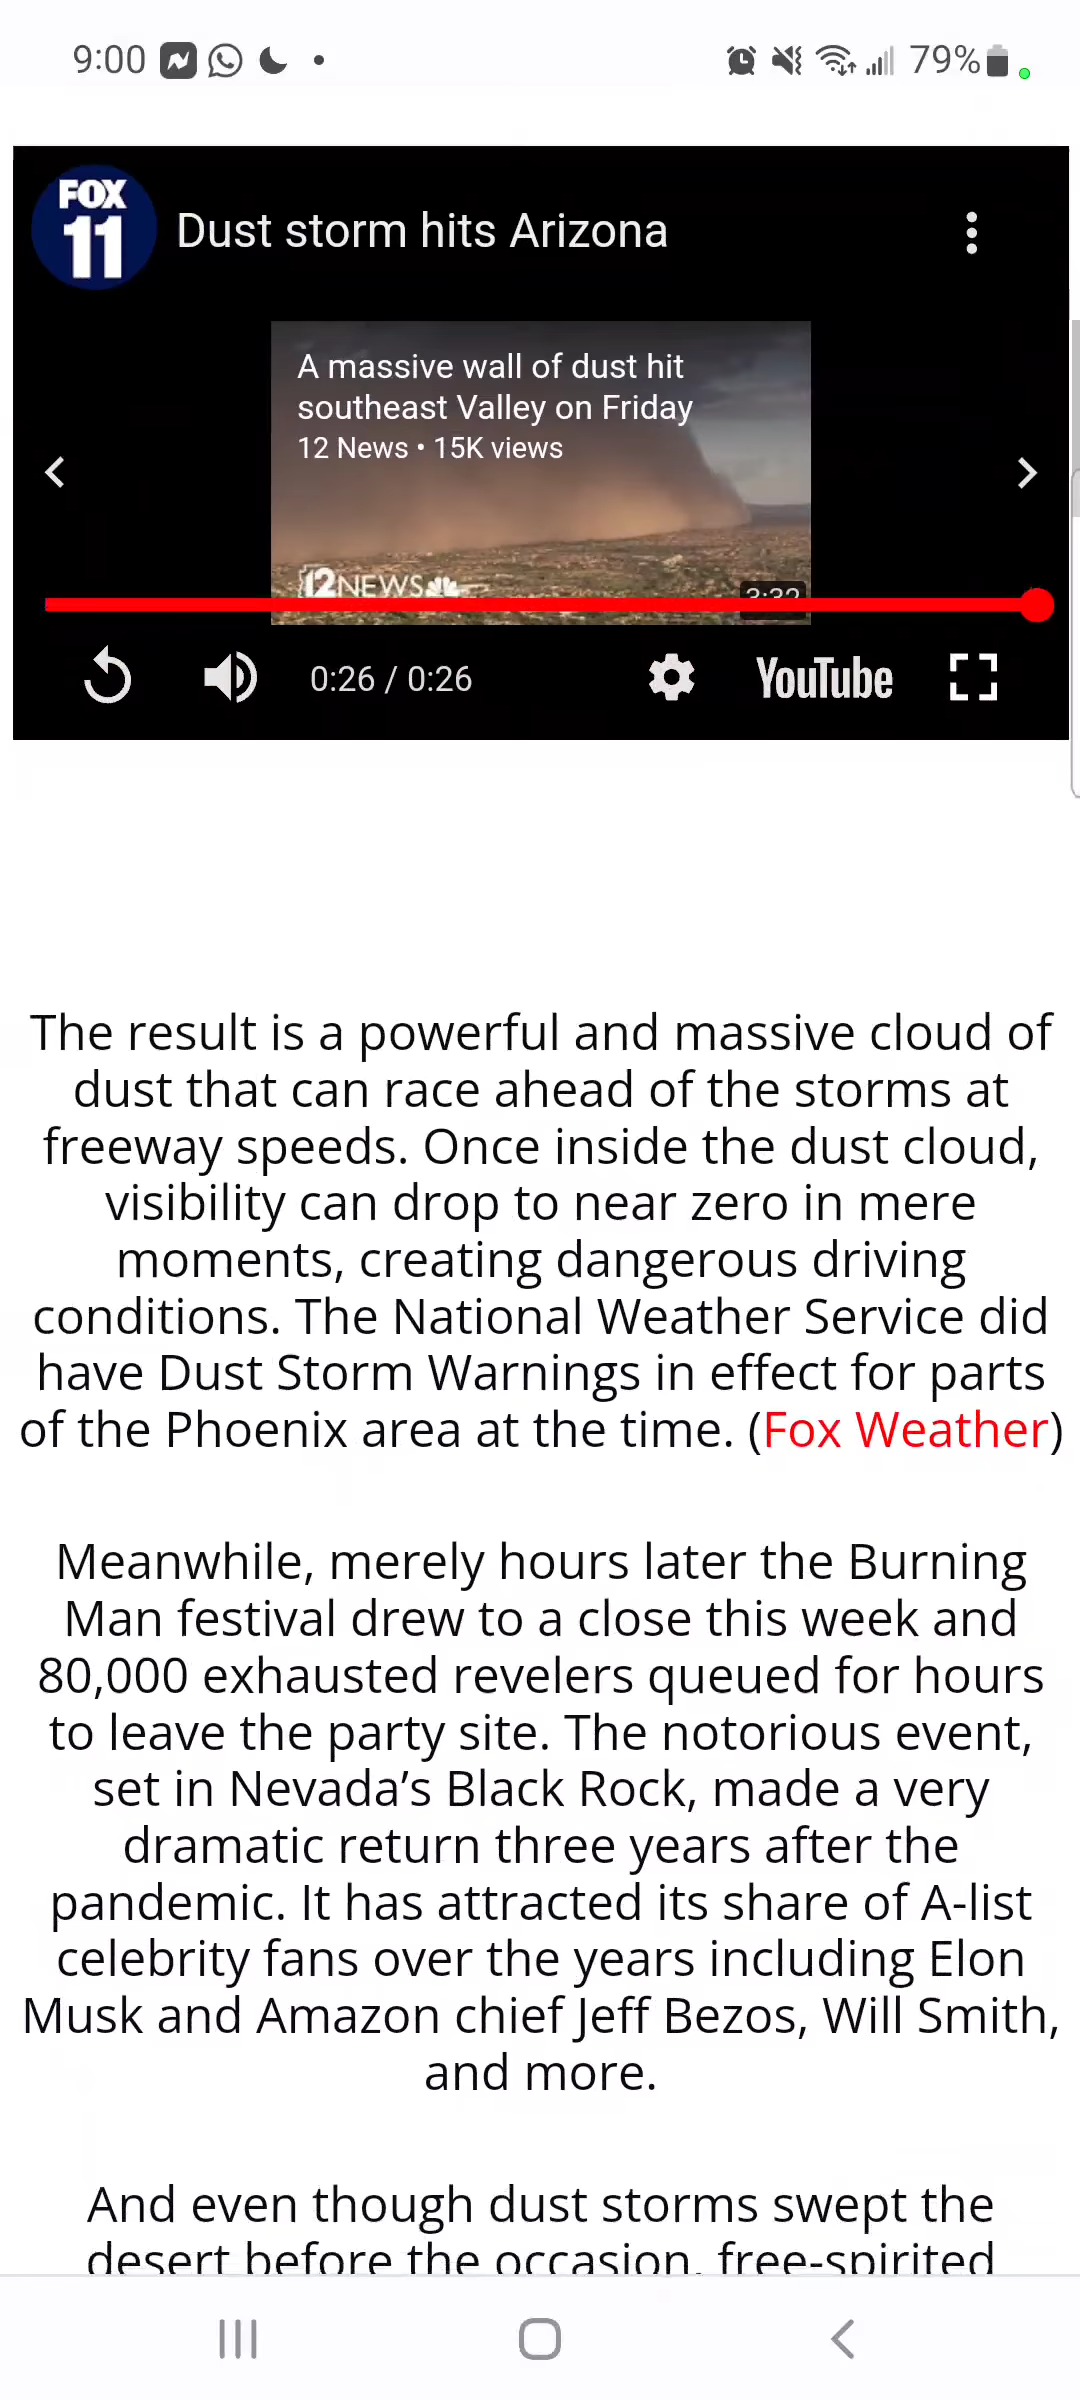 9:00
79%
FOX
11
Dust storm hits Arizona
A massive wall of dust hit
southeast Valley on Friday
12 News • 15K views
12NEWS
3:32
0:26 / 0:26
YouTube
The result is a powerful and massive cloud of
dust that can race ahead of the storms at
freeway speeds. Once inside the dust cloud,
visibility can drop to near zero in mere
moments, creating dangerous driving
conditions. The National Weather Service did
have Dust Storm Warnings in effect for parts
of the Phoenix area at the time. (Fox Weather)
Meanwhile, merely hours later the Burning
Man festival drew to a close this week and
80,000 exhausted revelers queued for hours
to leave the party site. The notorious event,
set in Nevada’s Black Rock, made a very
dramatic return three years after the
pandemic. It has attracted its share of A-list
celebrity fans over the years including Elon
Musk and Amazon chief Jeff Bezos, Will Smith,
and more.
And even though dust storms swept the
desert before the occasion, free-spirited